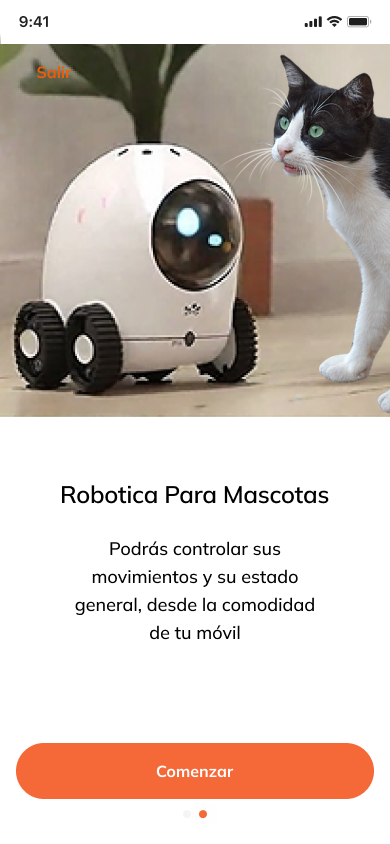 9:41
Salir
Robotica Para Mascotas
Podrás controlar sus
movimientos y su estado
general, desde la comodidad
de tu móvil
Comenzar